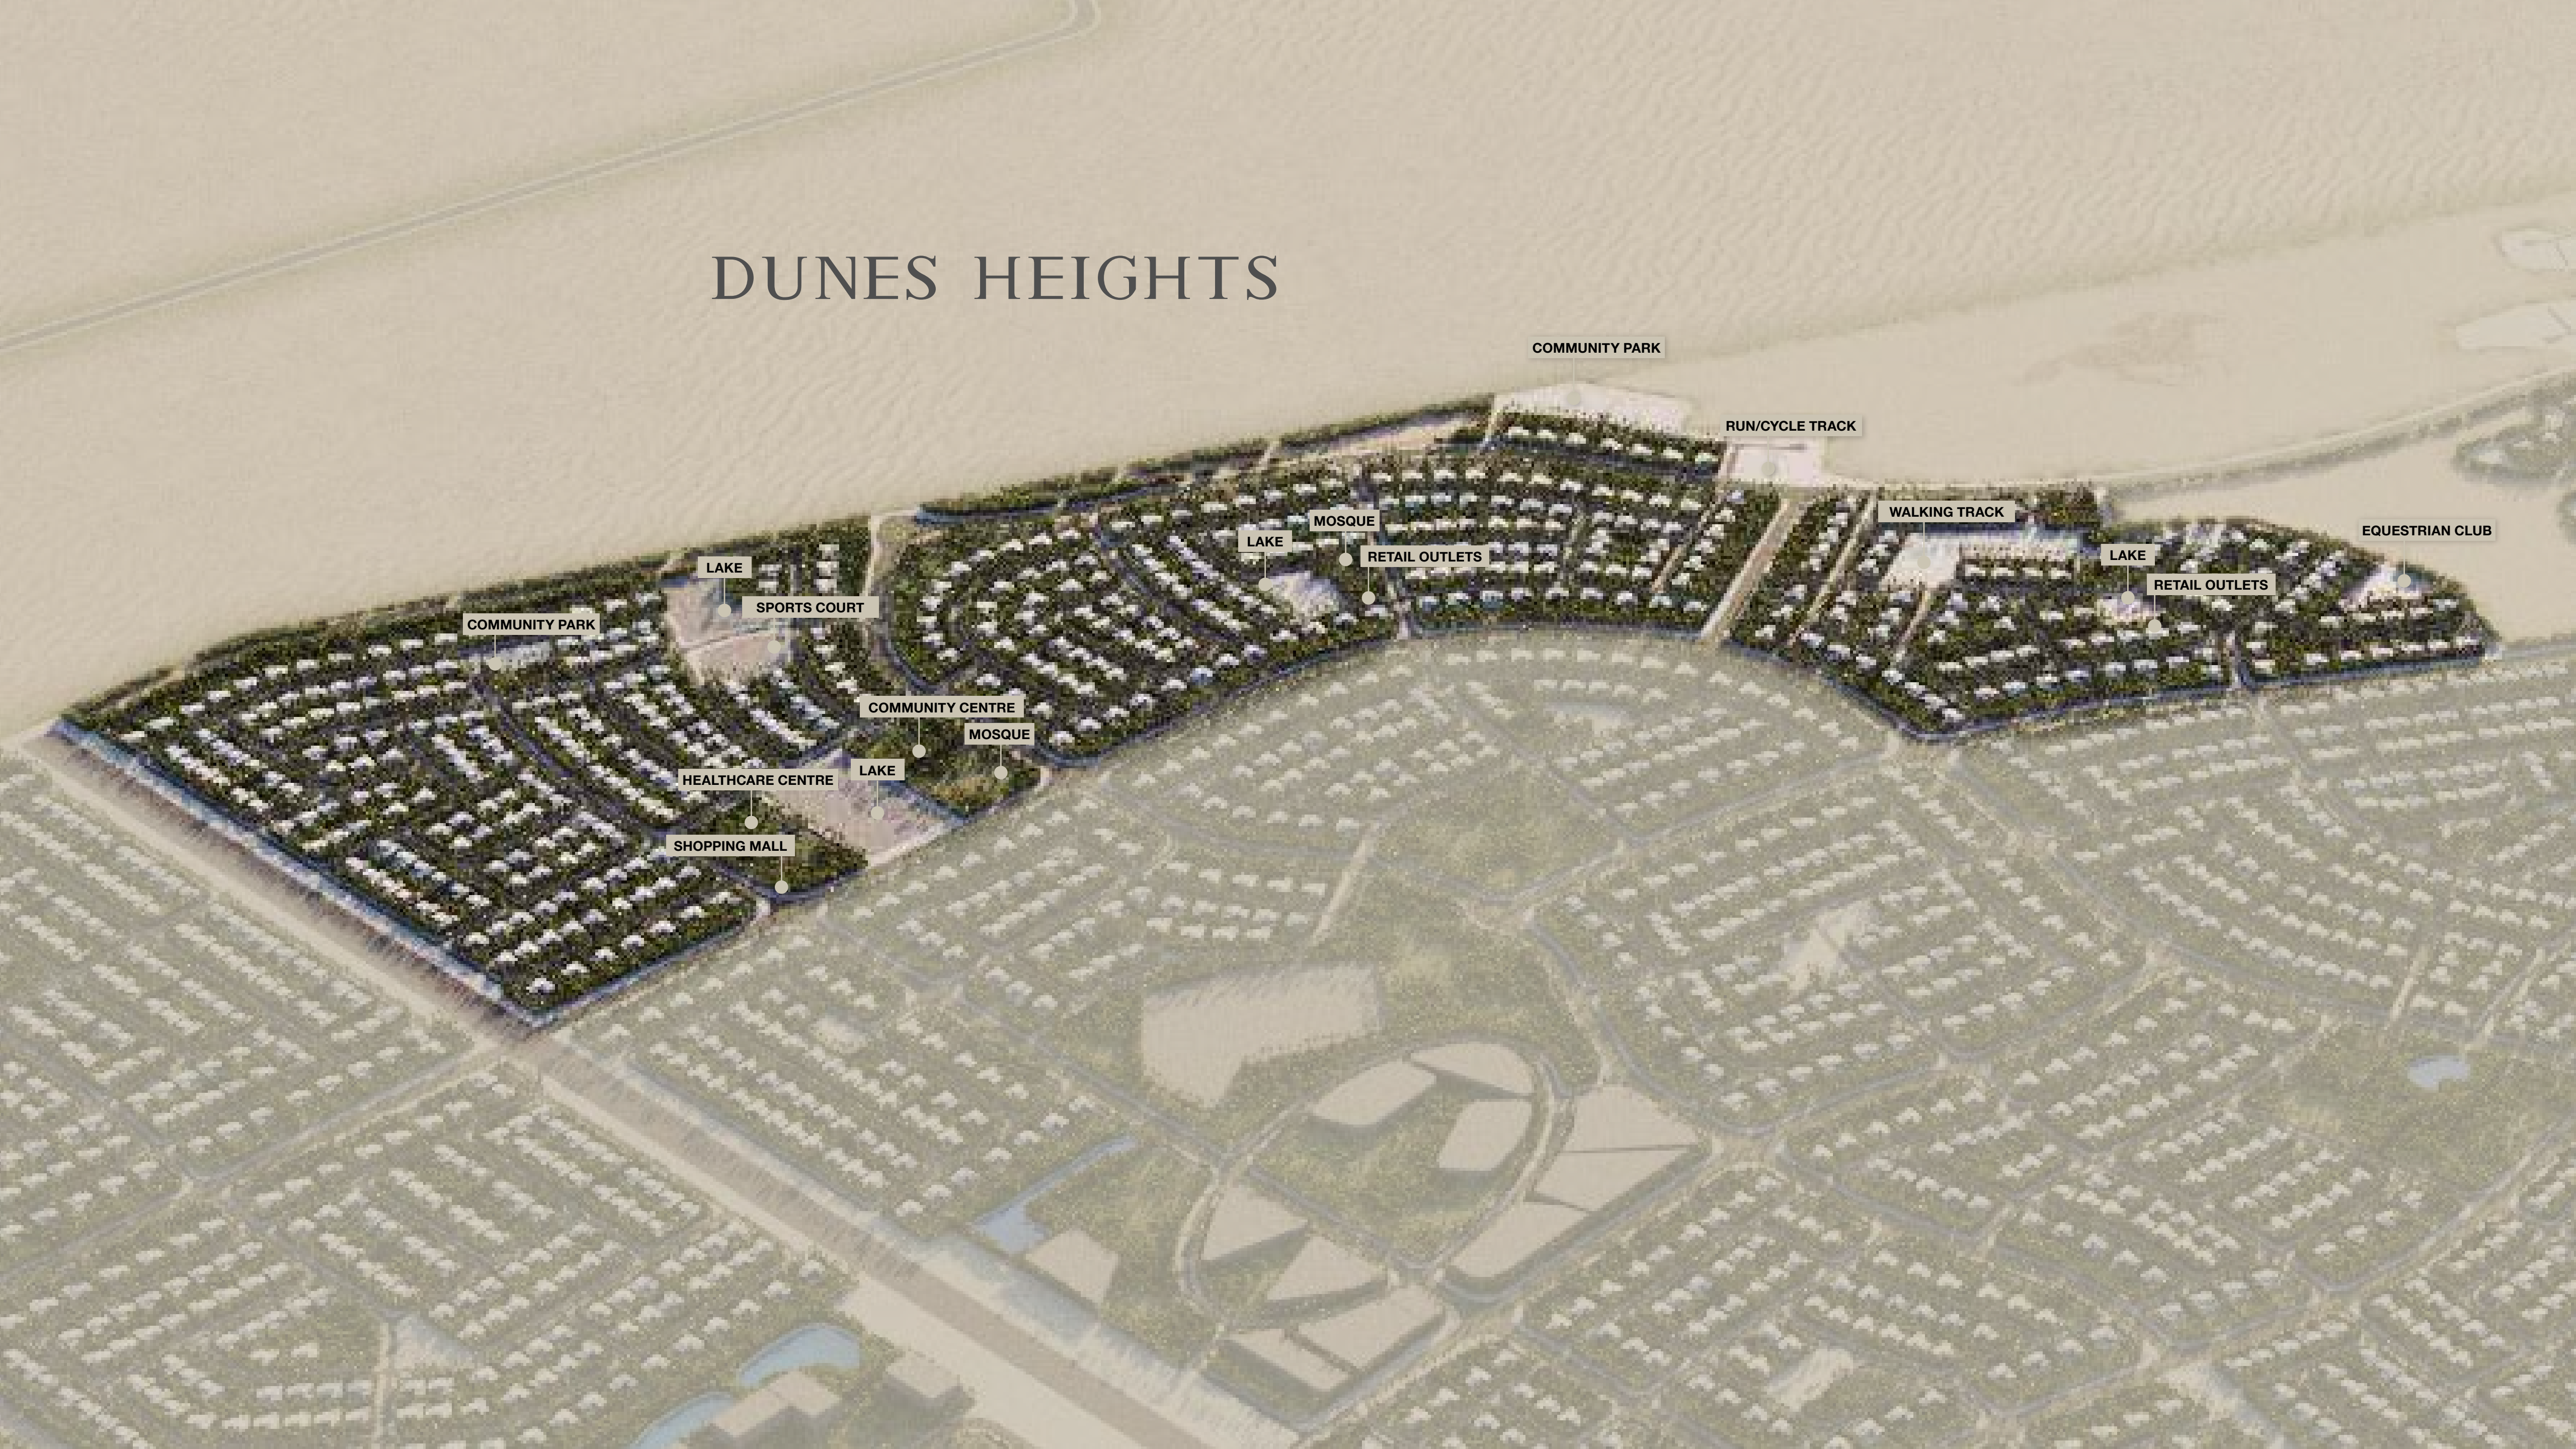 DUNES HEIGHTS
COMMUNITY PARK
RUN/CYCLE TRACK
WALKING TRACK
MOSQUE
EQUESTRIAN CLUB
LAKE
RETAIL OUTLETS
LAKE
LAKE
RETAIL OUTLETS
SPORTS COURT
COMMUNITY PARK
COMMUNITY CENTRE
MOSQUE
LAKE
HEALTHCARE CENTRE
SHOPPING MALL